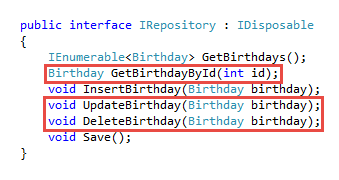 public interface IRepository : IDisposable
{
    IEnumerable<Birthday> GetBirthdays();
    Birthday GetBirthdayById(int id);
    void InsertBirthday(Birthday birthday);
    void UpdateBirthday(Birthday birthday);
    void DeleteBirthday(Birthday birthday);
    void Save();
}